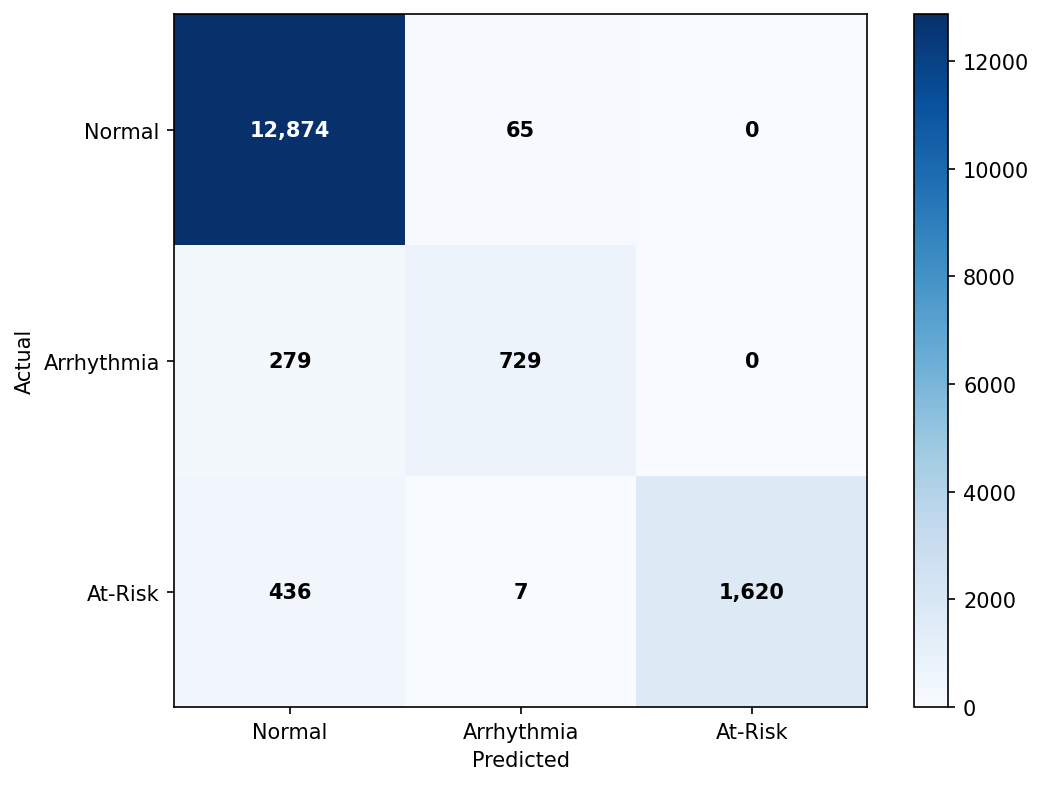 12000
Normal 12,874 65 0
10000
8000
Actual
Arrhythmia 279 729 0
6000
4000
At-Risk 436 7 1,620
2000
0
Normal Arrhythmia At-Risk
Predicted